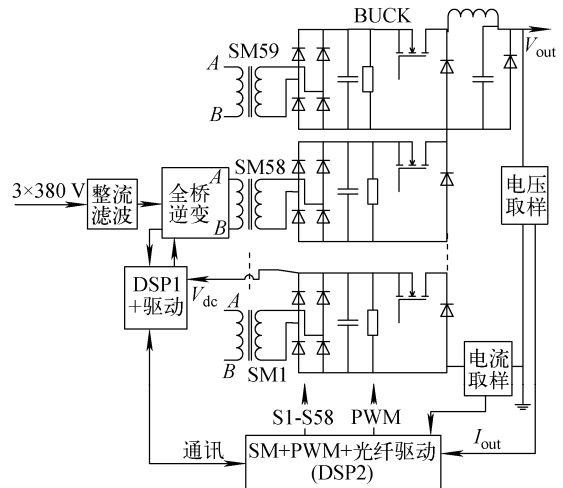 BUCK
SM59
A
B
V_out
3×380 V
整流
滤波
全桥
逆变
A
B
SM58
电压
取样
DSP1
+驱动
V_dc
A
B
SM1
电流
取样
S1-S58
PWM
通讯
SM+PWM+光纤驱动
(DSP2)
I_out